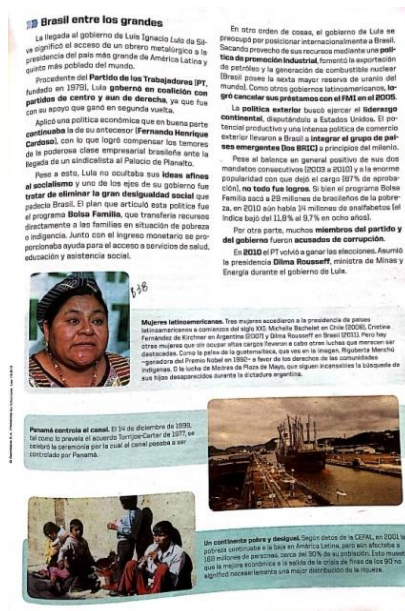 Brasil entre los grandes
La llegada al gobierno de Luis Ignacio Lula da Sil-
va significó el acceso de un obrero metalúrgico a la
presidencia del país más grande de América Latina y
quinto más poblado del mundo.
Procedente del Partido de los Trabajadores (PT,
fundado en 1979), Lula gobernó en coalición con
partidos de centro y aun de derecha, ya que fue
con su apoyo que ganó en segunda vuelta.
Aplicó una política económica que en buena parte
continuaba la de su antecesor (Fernando Henrique
Cardoso), con lo que logró compensar los temores
de la poderosa clase empresarial brasileña ante la
llegada de un sindicalista al Palacio de Planalto.
Pese a esto, Lula no ocultaba sus ideas afines
al socialismo y uno de los ejes de su gobierno fue
tratar de eliminar la gran desigualdad social que
padecía Brasil. El plan que articuló esta política fue
el programa Bolsa Familia, que transfería recursos
directamente a las familias en situación de pobreza
o indigencia. Junto con el ingreso monetario se pro-
porcionaba ayuda para el acceso a servicios de salud,
educación y asistencia social.
En otro orden de cosas, el gobierno de Lula se
preocupó por posicionar internacionalmente a Brasil.
Sacando provecho de sus recursos mediante una polí-
tica de promoción industrial, fomentó la exportación
de petróleo y la generación de combustible nuclear
(Brasil posee la sexta mayor reserva de uranio del
mundo). Como otros gobiernos latinoamericanos, lo-
gró cancelar sus préstamos con el FMI en el 2005.
La política exterior buscó ejercer el liderazgo
continental, disputándolo a Estados Unidos. El po-
tencial productivo y una intensa política de comercio
exterior llevaron a Brasil a integrar el grupo de paí-
ses emergentes (los BRIC) a principios del milenio.
Pese al balance en general positivo de sus dos
mandatos consecutivos (2003 a 2010) y a la enorme
popularidad con que dejó el cargo (87% de aproba-
ción), no todo fue logros. Si bien el programa Bolsa
Familia sacó a 29 millones de brasileños de la pobre-
za, en 2010 aún había 14 millones de analfabetos (el
índice bajó del 11,8% al 9,7% en ocho años).
Por otra parte, muchos miembros del partido y
del gobierno fueron acusados de corrupción.
En 2010 el PT volvió a ganar las elecciones. Asumió
la presidencia Dilma Rousseff, ministra de Minas y
Energía durante el gobierno de Lula.
Mujeres latinoamericanas. Tres mujeres accedieron a la presidencia de países
latinoamericanos a comienzos del siglo XXI: Michelle Bachelet en Chile (2006), Cristina
Fernández de Kirchner en Argentina (2007) y Dilma Rousseff en Brasil (2011). Pero hay
otras mujeres que sin ocupar altos cargos llevaron a cabo otras luchas que merecen ser
destacadas. Como la pelea de la guatemalteca, que ves en la imagen, Rigoberta Menchú
–ganadora del Premio Nobel en 1992– a favor de los derechos de las comunidades
indígenas. O la lucha de Madres de Plaza de Mayo, que siguen incansables la búsqueda de
sus hijos desaparecidos durante la dictadura argentina.
Panamá controla el canal. El 14 de diciembre de 1999,
tal como lo preveía el acuerdo Torrijos-Carter de 1977, se
celebró la ceremonia por la cual el canal pasaba a ser
controlado por Panamá.
Un continente pobre y desigual. Según datos de la CEPAL, en 2001 la
pobreza continuaba a la baja en América Latina, pero aún afectaba a
168 millones de personas, cerca del 30% de su población. Esto muestra
que la mejora económica a la salida de la crisis de fines de los 90 no
significó necesariamente una mejor distribución de la riqueza.